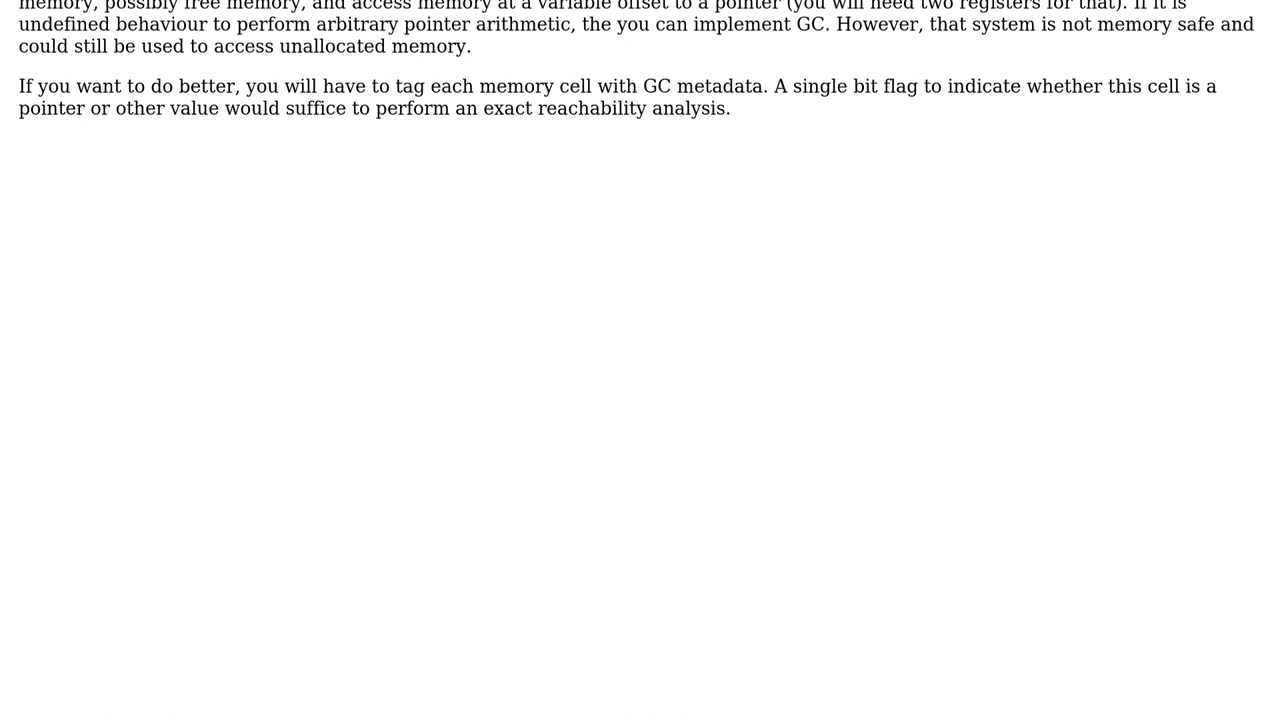 memory, possibly free memory, and access memory at a variable offset to a pointer (you will need two registers for that). If it is
undefined behaviour to perform arbitrary pointer arithmetic, the you can implement GC. However, that system is not memory safe and
could still be used to access unallocated memory.
If you want to do better, you will have to tag each memory cell with GC metadata. A single bit flag to indicate whether this cell is a
pointer or other value would suffice to perform an exact reachability analysis.